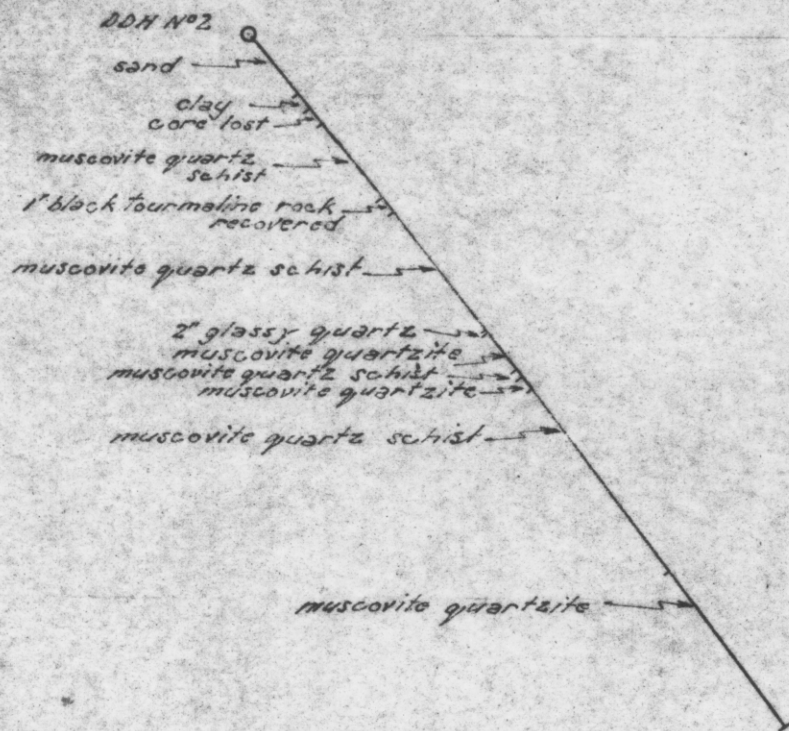 DDH Nº2
sand
clay
core lost
muscovite quartz
schist
1" black tourmaline rock
recovered
muscovite quartz schist
2" glassy quartz
muscovite quartzite
muscovite quartz schist
muscovite quartzite
muscovite quartz schist
muscovite quartzite